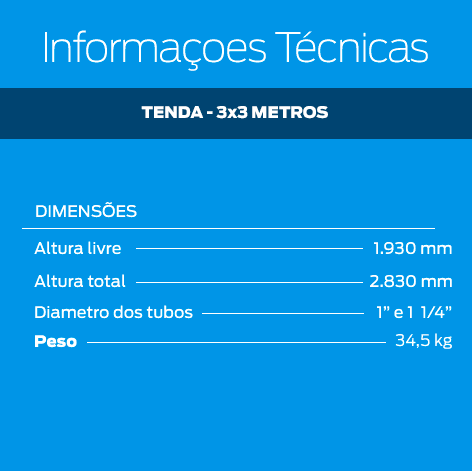 Informaçoes Técnicas
TENDA - 3x3 METROS
DIMENSÕES
Altura livre 1.930 mm
Altura total 2.830 mm
Diametro dos tubos 1” e 1 1/4”
Peso 34,5 kg